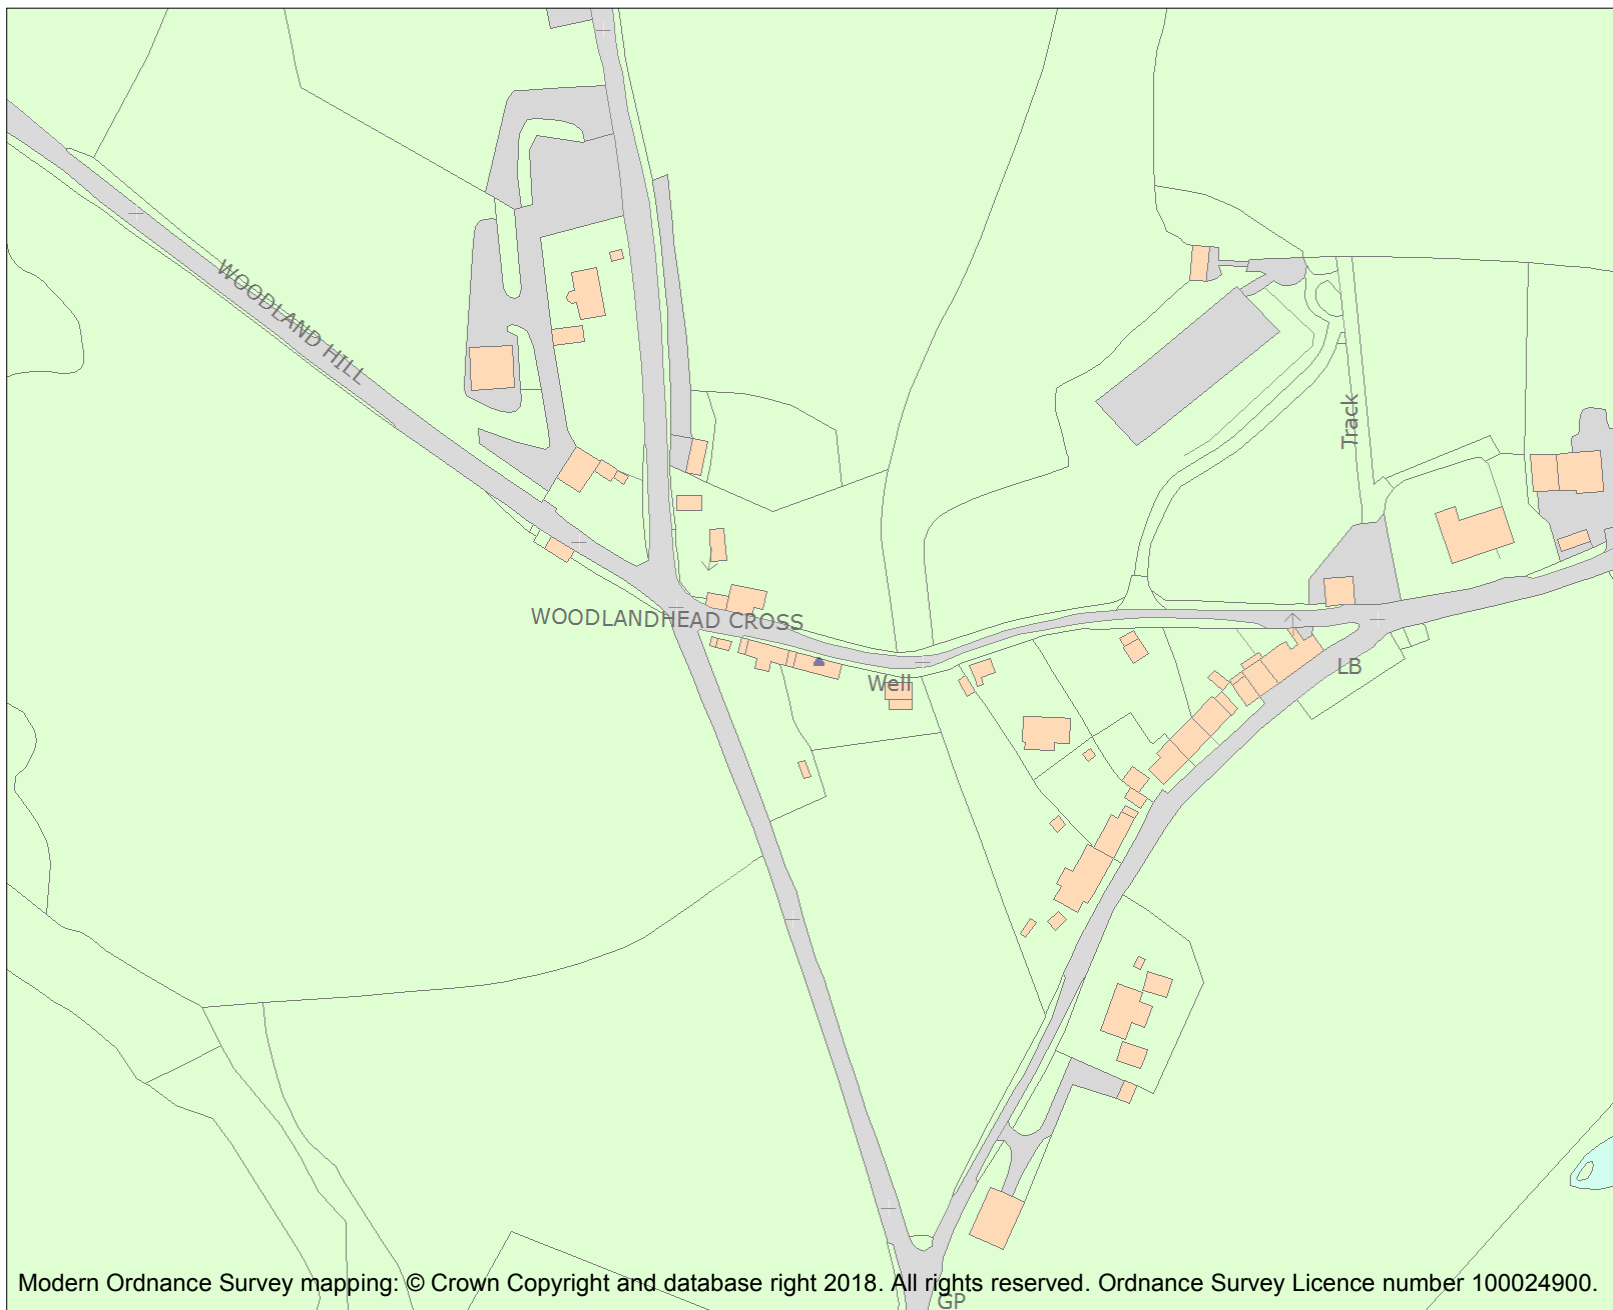 WOODLAND HILL
Track
WOODLANDHEAD CROSS
Well
LB
Modern Ordnance Survey mapping: © Crown Copyright and database right 2018. All rights reserved. Ordnance Survey Licence number 100024900.
GP